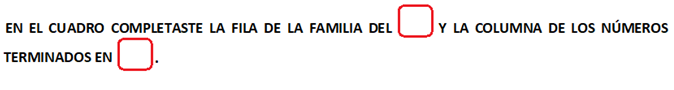 EN EL CUADRO COMPLETASTE LA FILA DE LA FAMILIA DEL Y LA COLUMNA DE LOS NÚMEROS
TERMINADOS EN .